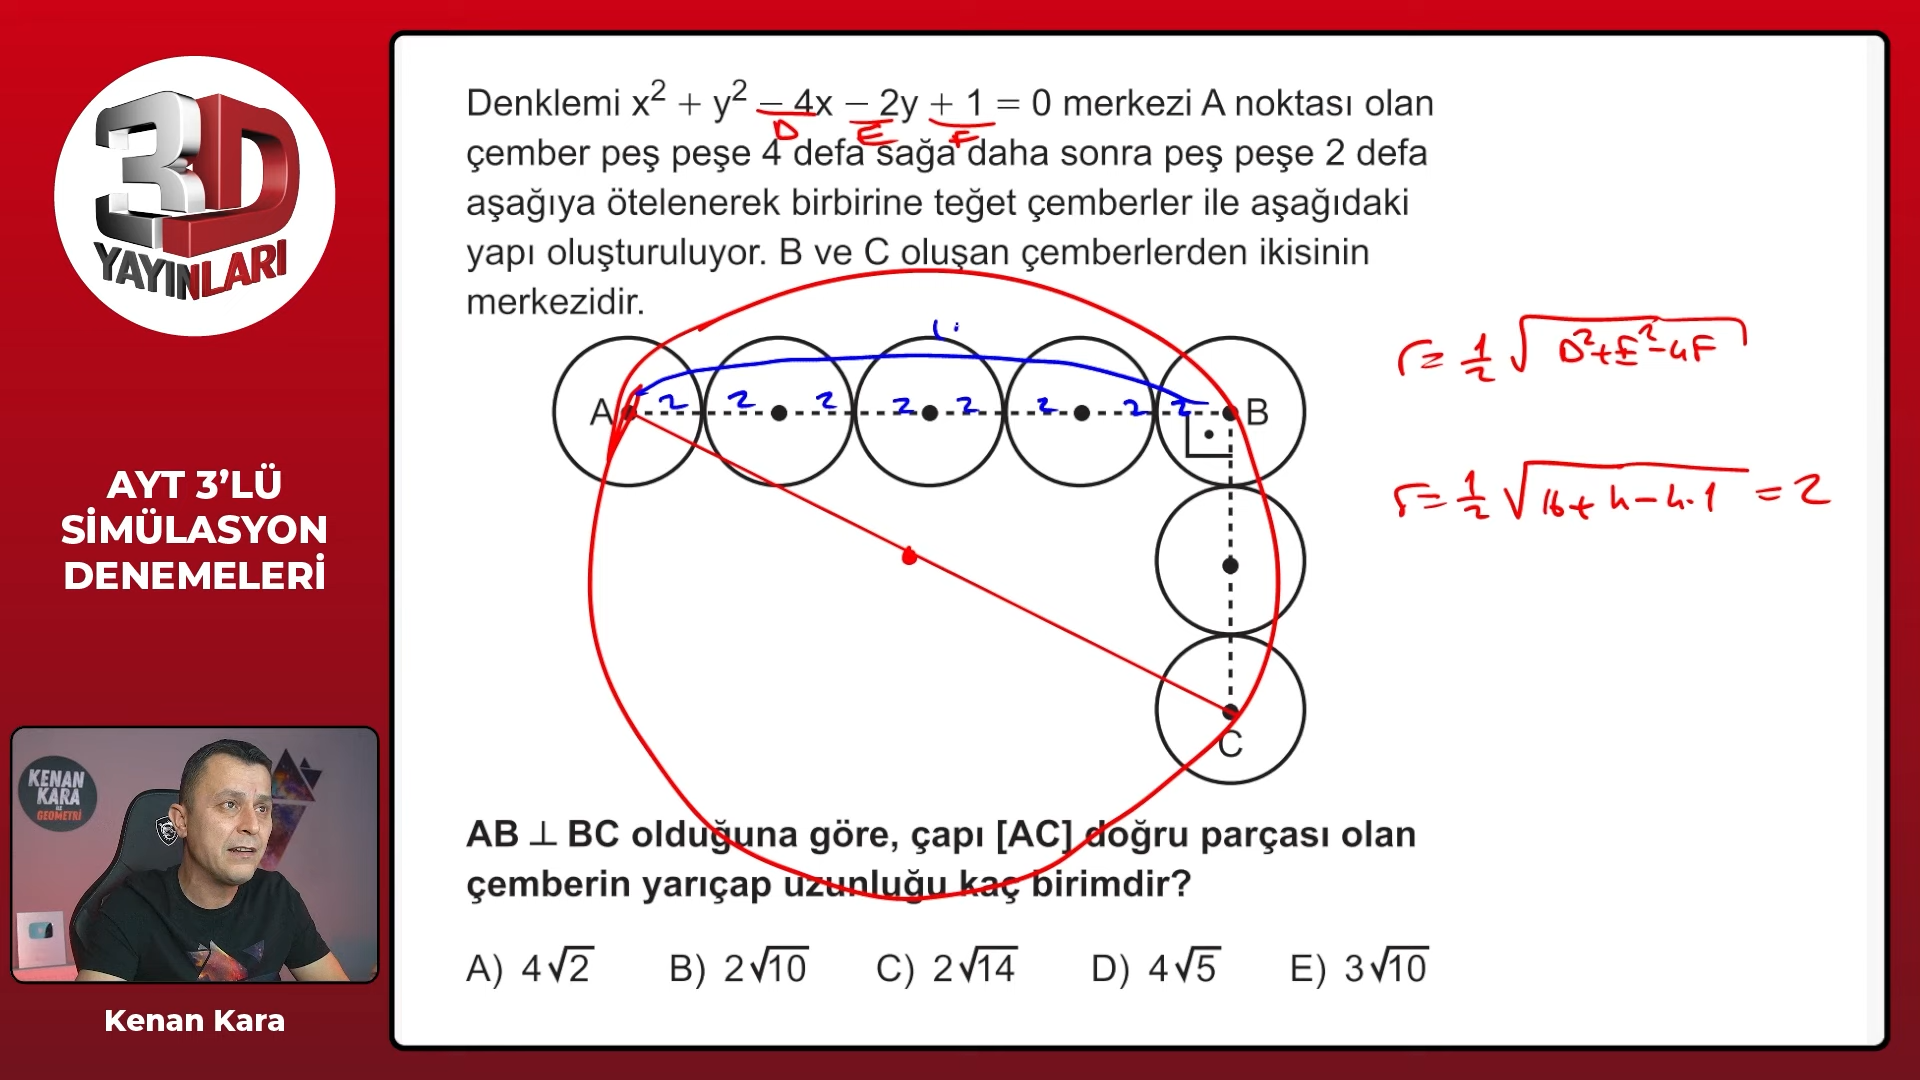 3D
YAYINLARI
AYT 3’LÜ
SİMÜLASYON
DENEMELERİ
KENAN
KARA
İLE
GEOMETRİ
Kenan Kara
Denklemi x² + y² − 4x − 2y + 1 = 0 merkezi A noktası olan
D E F
çember peş peşe 4 defa sağa daha sonra peş peşe 2 defa
aşağıya ötelenerek birbirine teğet çemberler ile aşağıdaki
yapı oluşturuluyor. B ve C oluşan çemberlerden ikisinin
merkezidir.
A 2 2 2 2 2 2 2 2 B
C
r = 1/2 √(D²+E²-4F)
r = 1/2 √(16+4-4.1) = 2
AB ⊥ BC olduğuna göre, çapı [AC] doğru parçası olan
çemberin yarıçap uzunluğu kaç birimdir?
A) 4√2 B) 2√10 C) 2√14 D) 4√5 E) 3√10